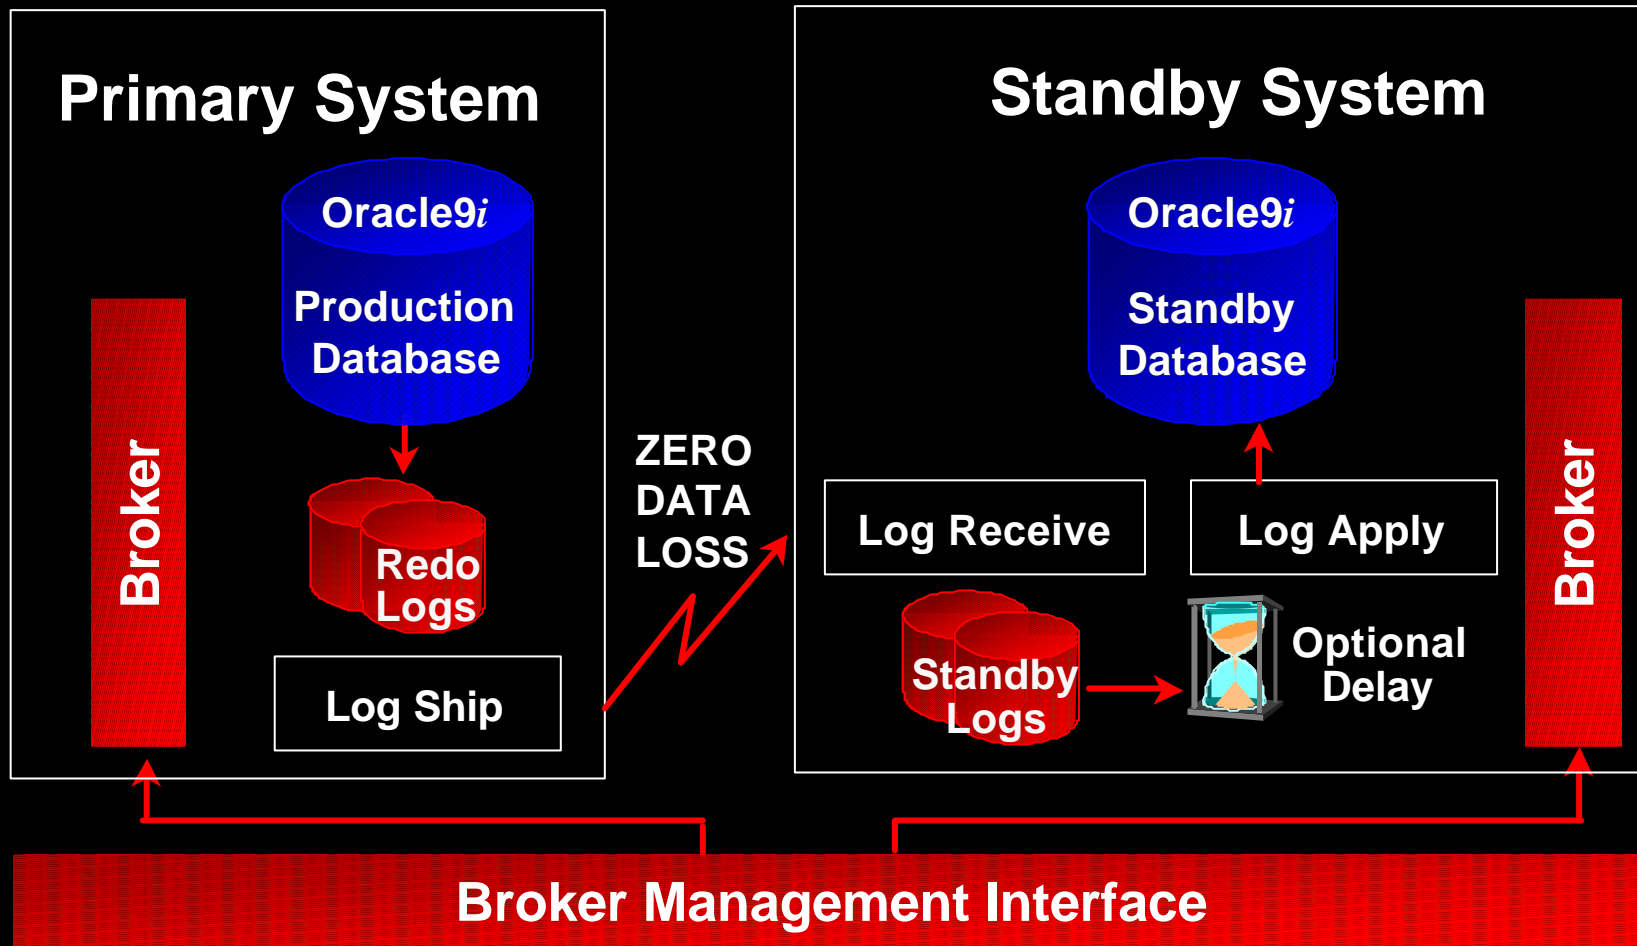 Primary System
Oracle9i
Production
Database
Broker
Redo
Logs
Log Ship
ZERO
DATA
LOSS
Standby System
Oracle9i
Standby
Database
Log Receive
Log Apply
Standby
Logs
Optional
Delay
Broker
Broker Management Interface